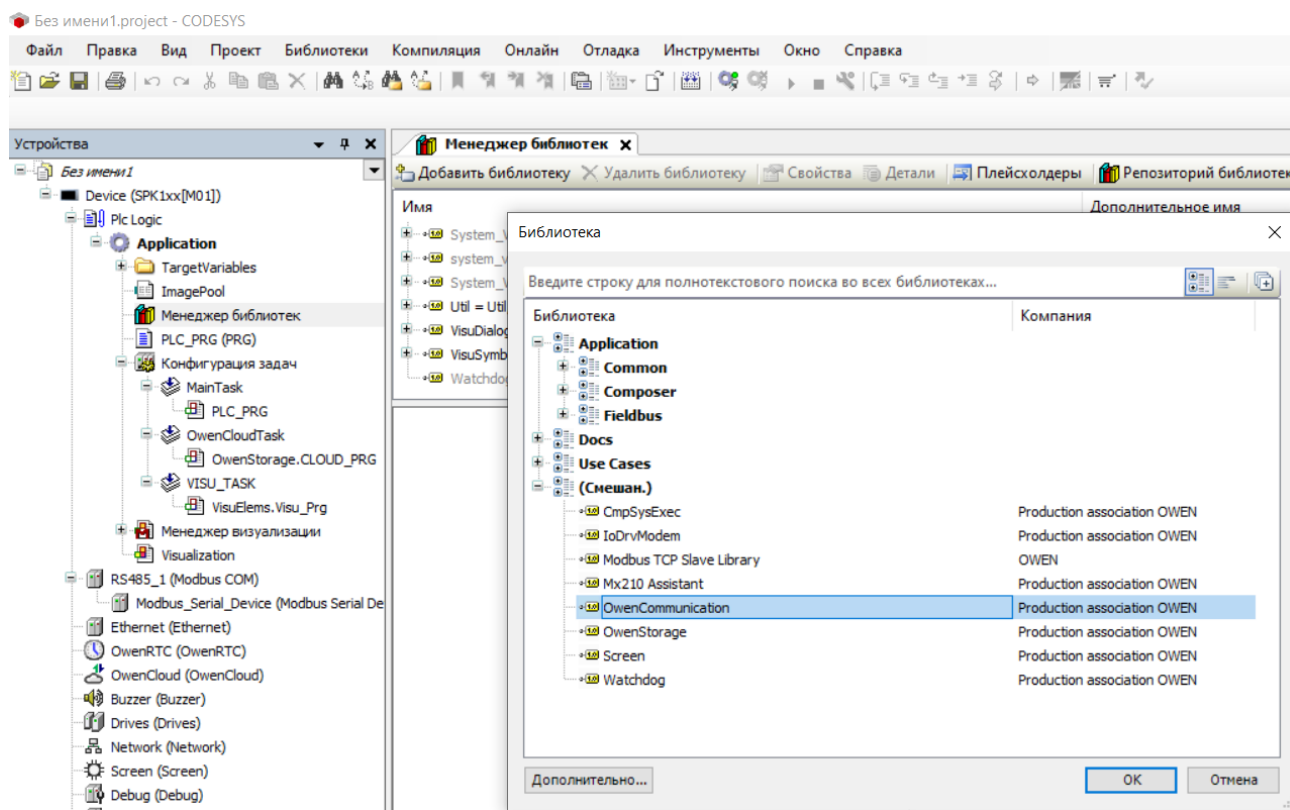 Без имени1.project - CODESYS
Файл Правка Вид Проект Библиотеки Компиляция Онлайн Отладка Инструменты Окно Справка
Устройства
Без имени1
Device (SPK1xx[M01])
Plc Logic
Application
TargetVariables
ImagePool
Менеджер библиотек
PLC_PRG (PRG)
Конфигурация задач
MainTask
PLC_PRG
OwenCloudTask
OwenStorage.CLOUD_PRG
VISU_TASK
VisuElems.Visu_Prg
Менеджер визуализации
Visualization
RS485_1 (Modbus COM)
Modbus_Serial_Device (Modbus Serial De
Ethernet (Ethernet)
OwenRTC (OwenRTC)
OwenCloud (OwenCloud)
Buzzer (Buzzer)
Drives (Drives)
Network (Network)
Screen (Screen)
Debug (Debug)
Менеджер библиотек
Добавить библиотеку Удалить библиотеку Свойства Детали Плейсхолдеры Репозиторий библиотек
Имя Дополнительное имя
System_V
system_v
System_V
Util = Util
VisuDialog
VisuSymb
Watchdo
Библиотека
Введите строку для полнотекстового поиска во всех библиотеках...
Библиотека Компания
Application
Common
Composer
Fieldbus
Docs
Use Cases
(Смешан.)
CmpSysExec Production association OWEN
IoDrvModem Production association OWEN
Modbus TCP Slave Library OWEN
Mx210 Assistant Production association OWEN
OwenCommunication Production association OWEN
OwenStorage Production association OWEN
Screen Production association OWEN
Watchdog Production association OWEN
Дополнительно... ОК Отмена